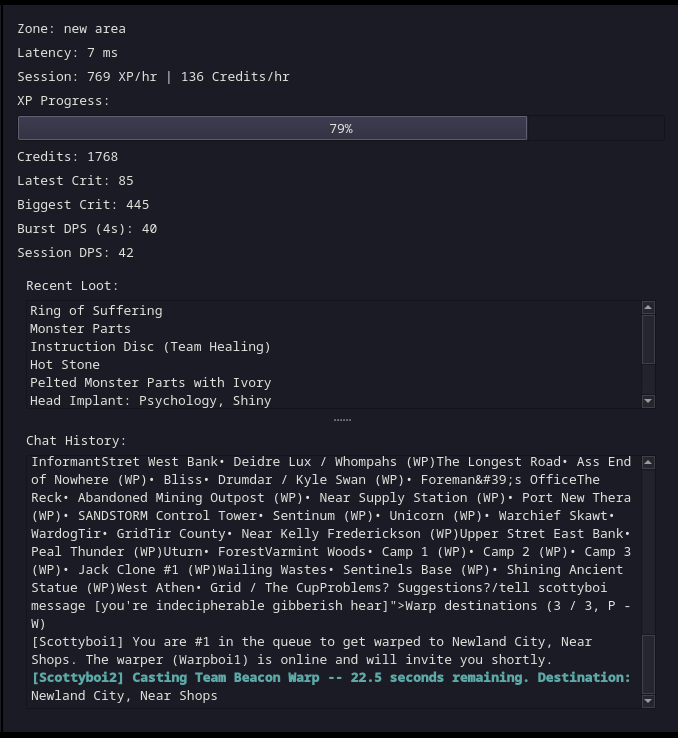 Zone: new area
Latency: 7 ms
Session: 769 XP/hr | 136 Credits/hr
XP Progress:
79%
Credits: 1768
Latest Crit: 85
Biggest Crit: 445
Burst DPS (4s): 40
Session DPS: 42
Recent Loot:
Ring of Suffering
Monster Parts
Instruction Disc (Team Healing)
Hot Stone
Pelted Monster Parts with Ivory
Head Implant: Psychology, Shiny
Chat History:
InformantStret West Bank• Deidre Lux / Whompahs (WP)The Longest Road• Ass End
of Nowhere (WP)• Bliss• Drumdar / Kyle Swan (WP)• Foreman&#39;s OfficeThe
Reck• Abandoned Mining Outpost (WP)• Near Supply Station (WP)• Port New Thera
(WP)• SANDSTORM Control Tower• Sentinum (WP)• Unicorn (WP)• Warchief Skawt•
WardogTir• GridTir County• Near Kelly Frederickson (WP)Upper Stret East Bank•
Peal Thunder (WP)Uturn• ForestVarmint Woods• Camp 1 (WP)• Camp 2 (WP)• Camp 3
(WP)• Jack Clone #1 (WP)Wailing Wastes• Sentinels Base (WP)• Shining Ancient
Statue (WP)West Athen• Grid / The CupProblems? Suggestions?/tell scottyboi
message [you're indecipherable gibberish hear]">Warp destinations (3 / 3, P -
W)
[Scottyboi1] You are #1 in the queue to get warped to Newland City, Near
Shops. The warper (Warpboi1) is online and will invite you shortly.
[Scottyboi2] Casting Team Beacon Warp -- 22.5 seconds remaining. Destination:
Newland City, Near Shops